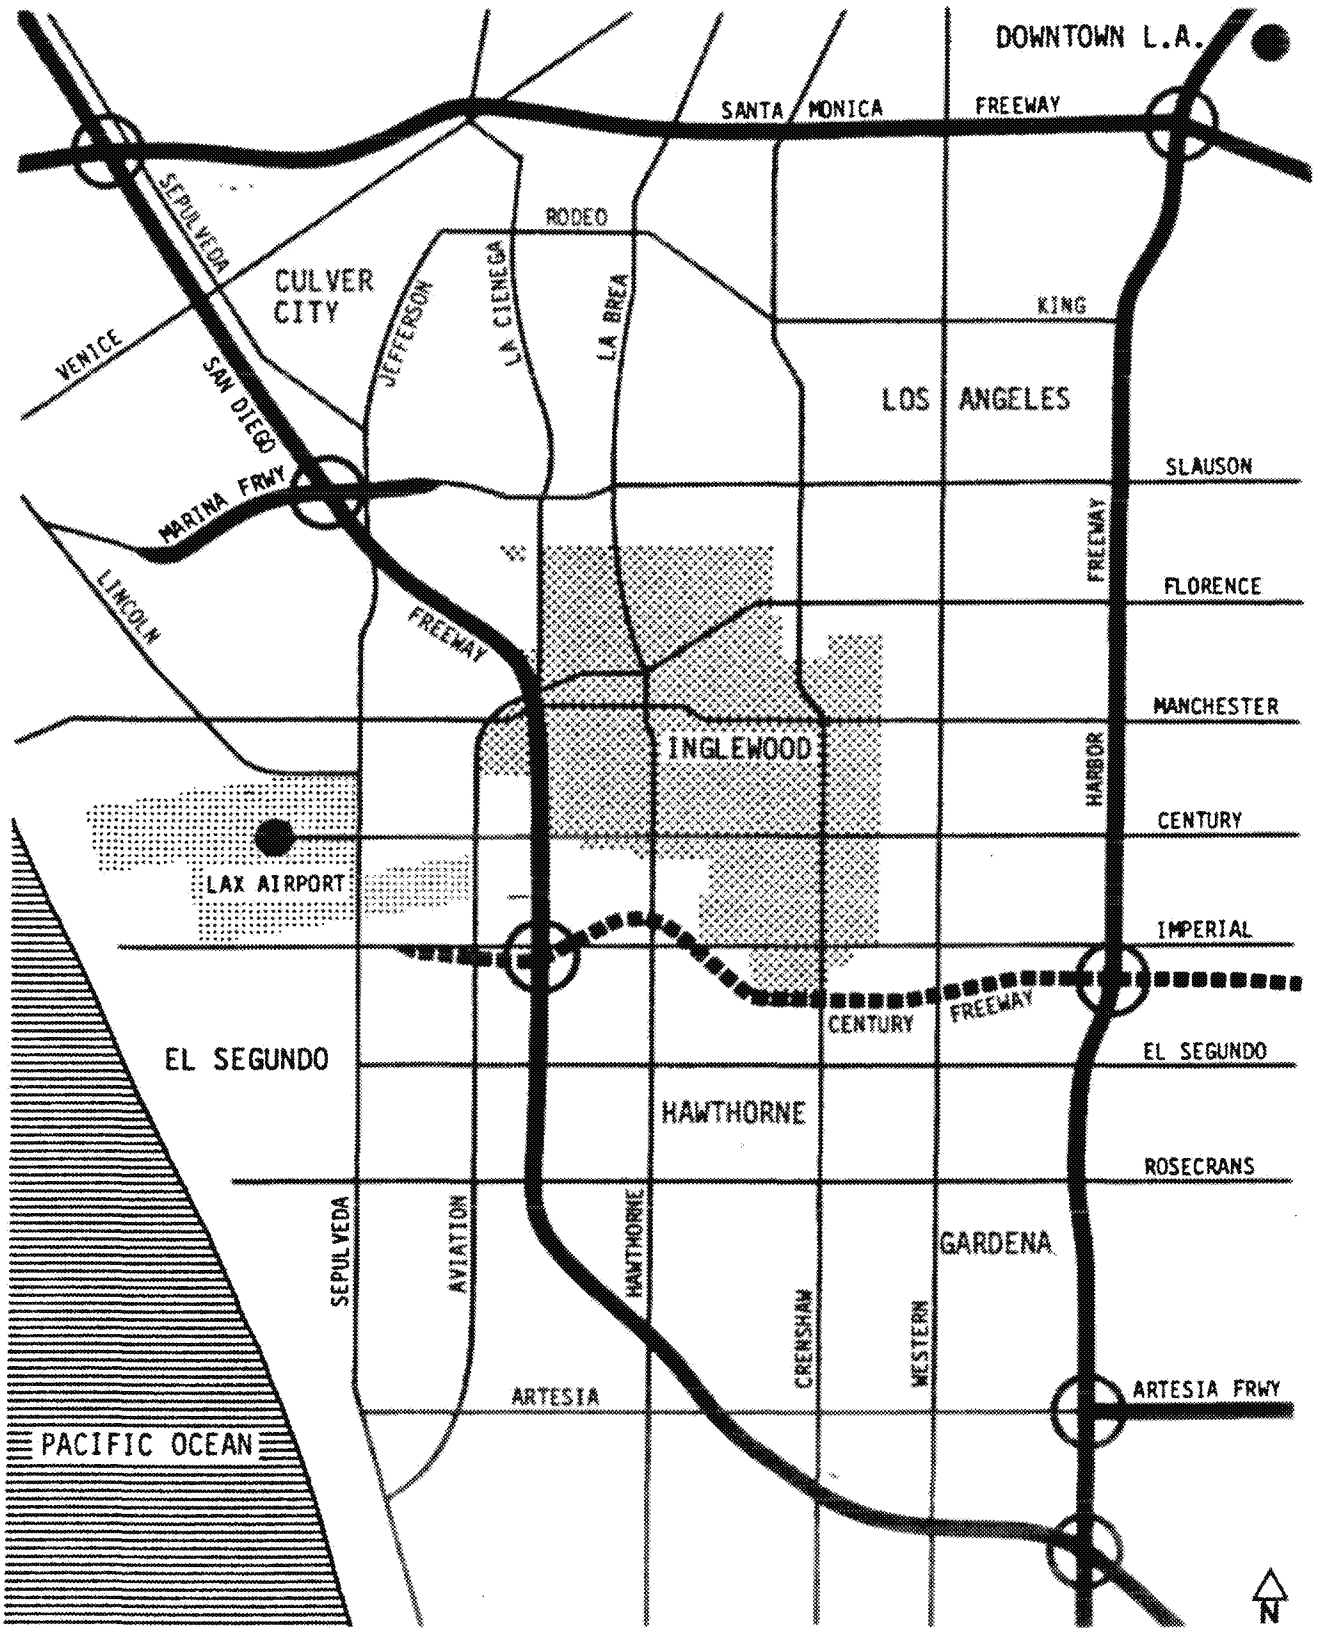 DOWNTOWN L.A.
SANTA MONICA FREEWAY
SEPULVEDA
RODEO
CULVER
CITY
JEFFERSON
LA CIENEGA
LA BREA
KING
VENICE
SAN DIEGO
LOS ANGELES
SLAUSON
MARINA FRWY
FREEWAY
LINCOLN
FLORENCE
FREEWAY
MANCHESTER
INGLEWOOD
HARBOR
CENTURY
LAX AIRPORT
IMPERIAL
CENTURY FREEWAY
EL SEGUNDO
EL SEGUNDO
HAWTHORNE
ROSECRANS
SEPULVEDA
AVIATION
HAWTHORNE
GARDENA
CRENSHAW
WESTERN
ARTESIA
ARTESIA FRWY
PACIFIC OCEAN
N